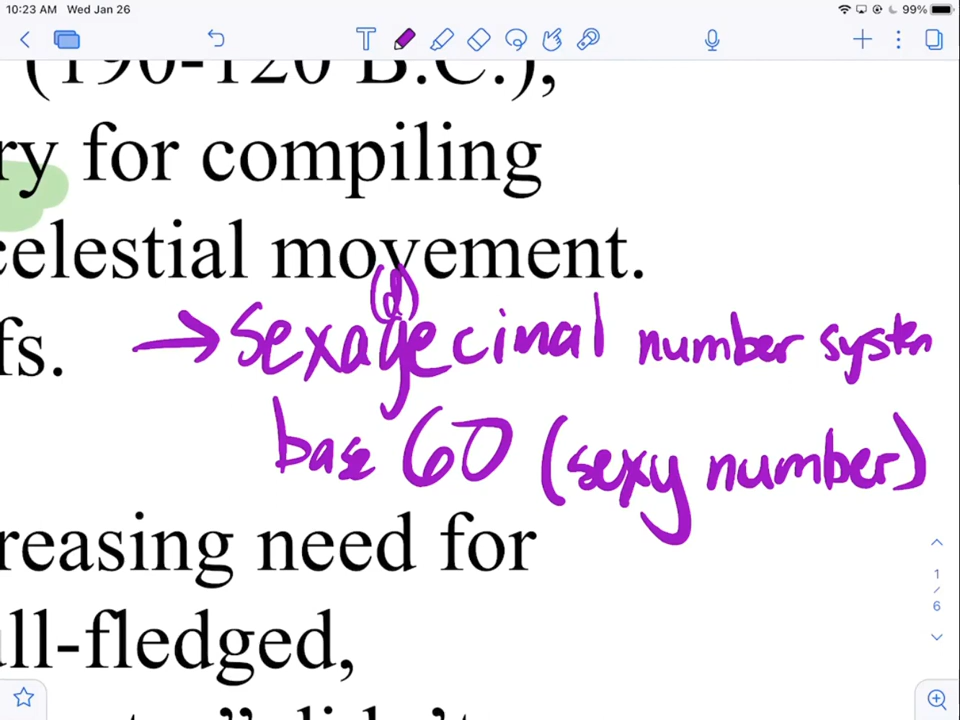 10:23 AM Wed Jan 26
99%
T
(190-120 B.C.),
ry for compiling
celestial movement.
(d)
fs. → sexagecinal number system
base 60 (sexy number)
reasing need for
ull-fledged,
1
/
6